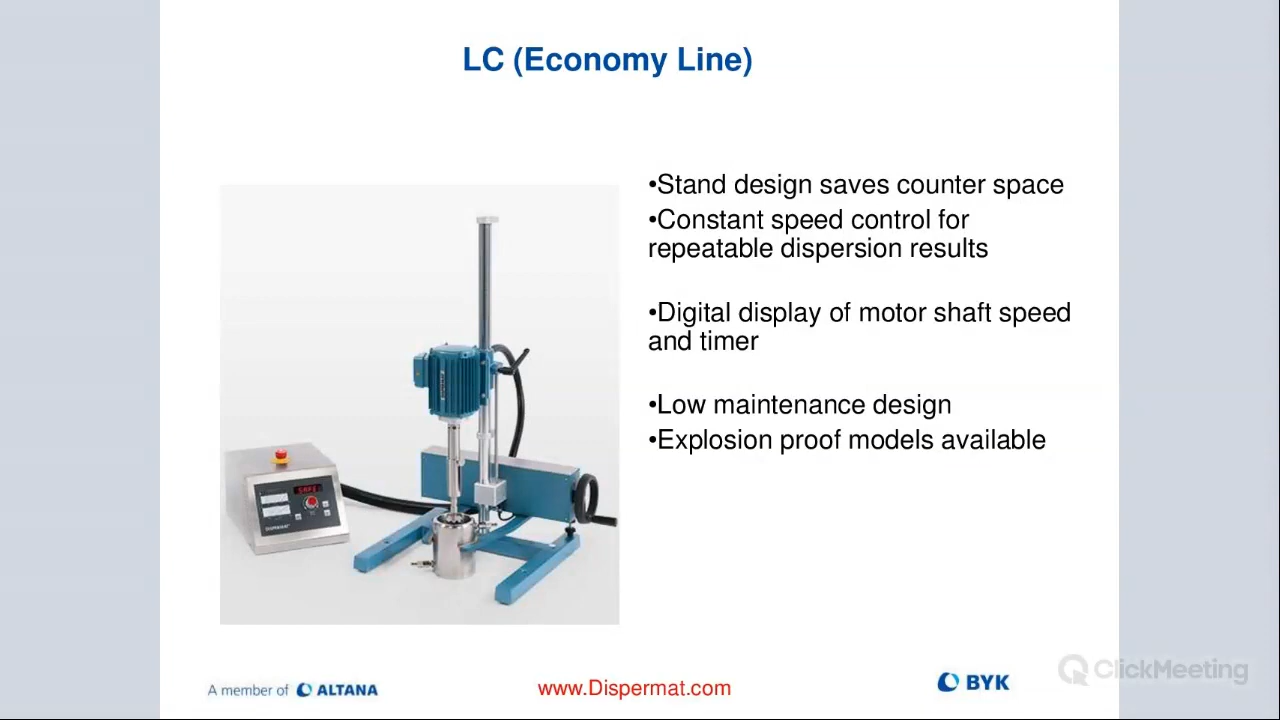 LC (Economy Line)
•Stand design saves counter space
•Constant speed control for
repeatable dispersion results
•Digital display of motor shaft speed
and timer
•Low maintenance design
•Explosion proof models available
A member of ALTANA
www.Dispermat.com
BYK
ClickMeeting